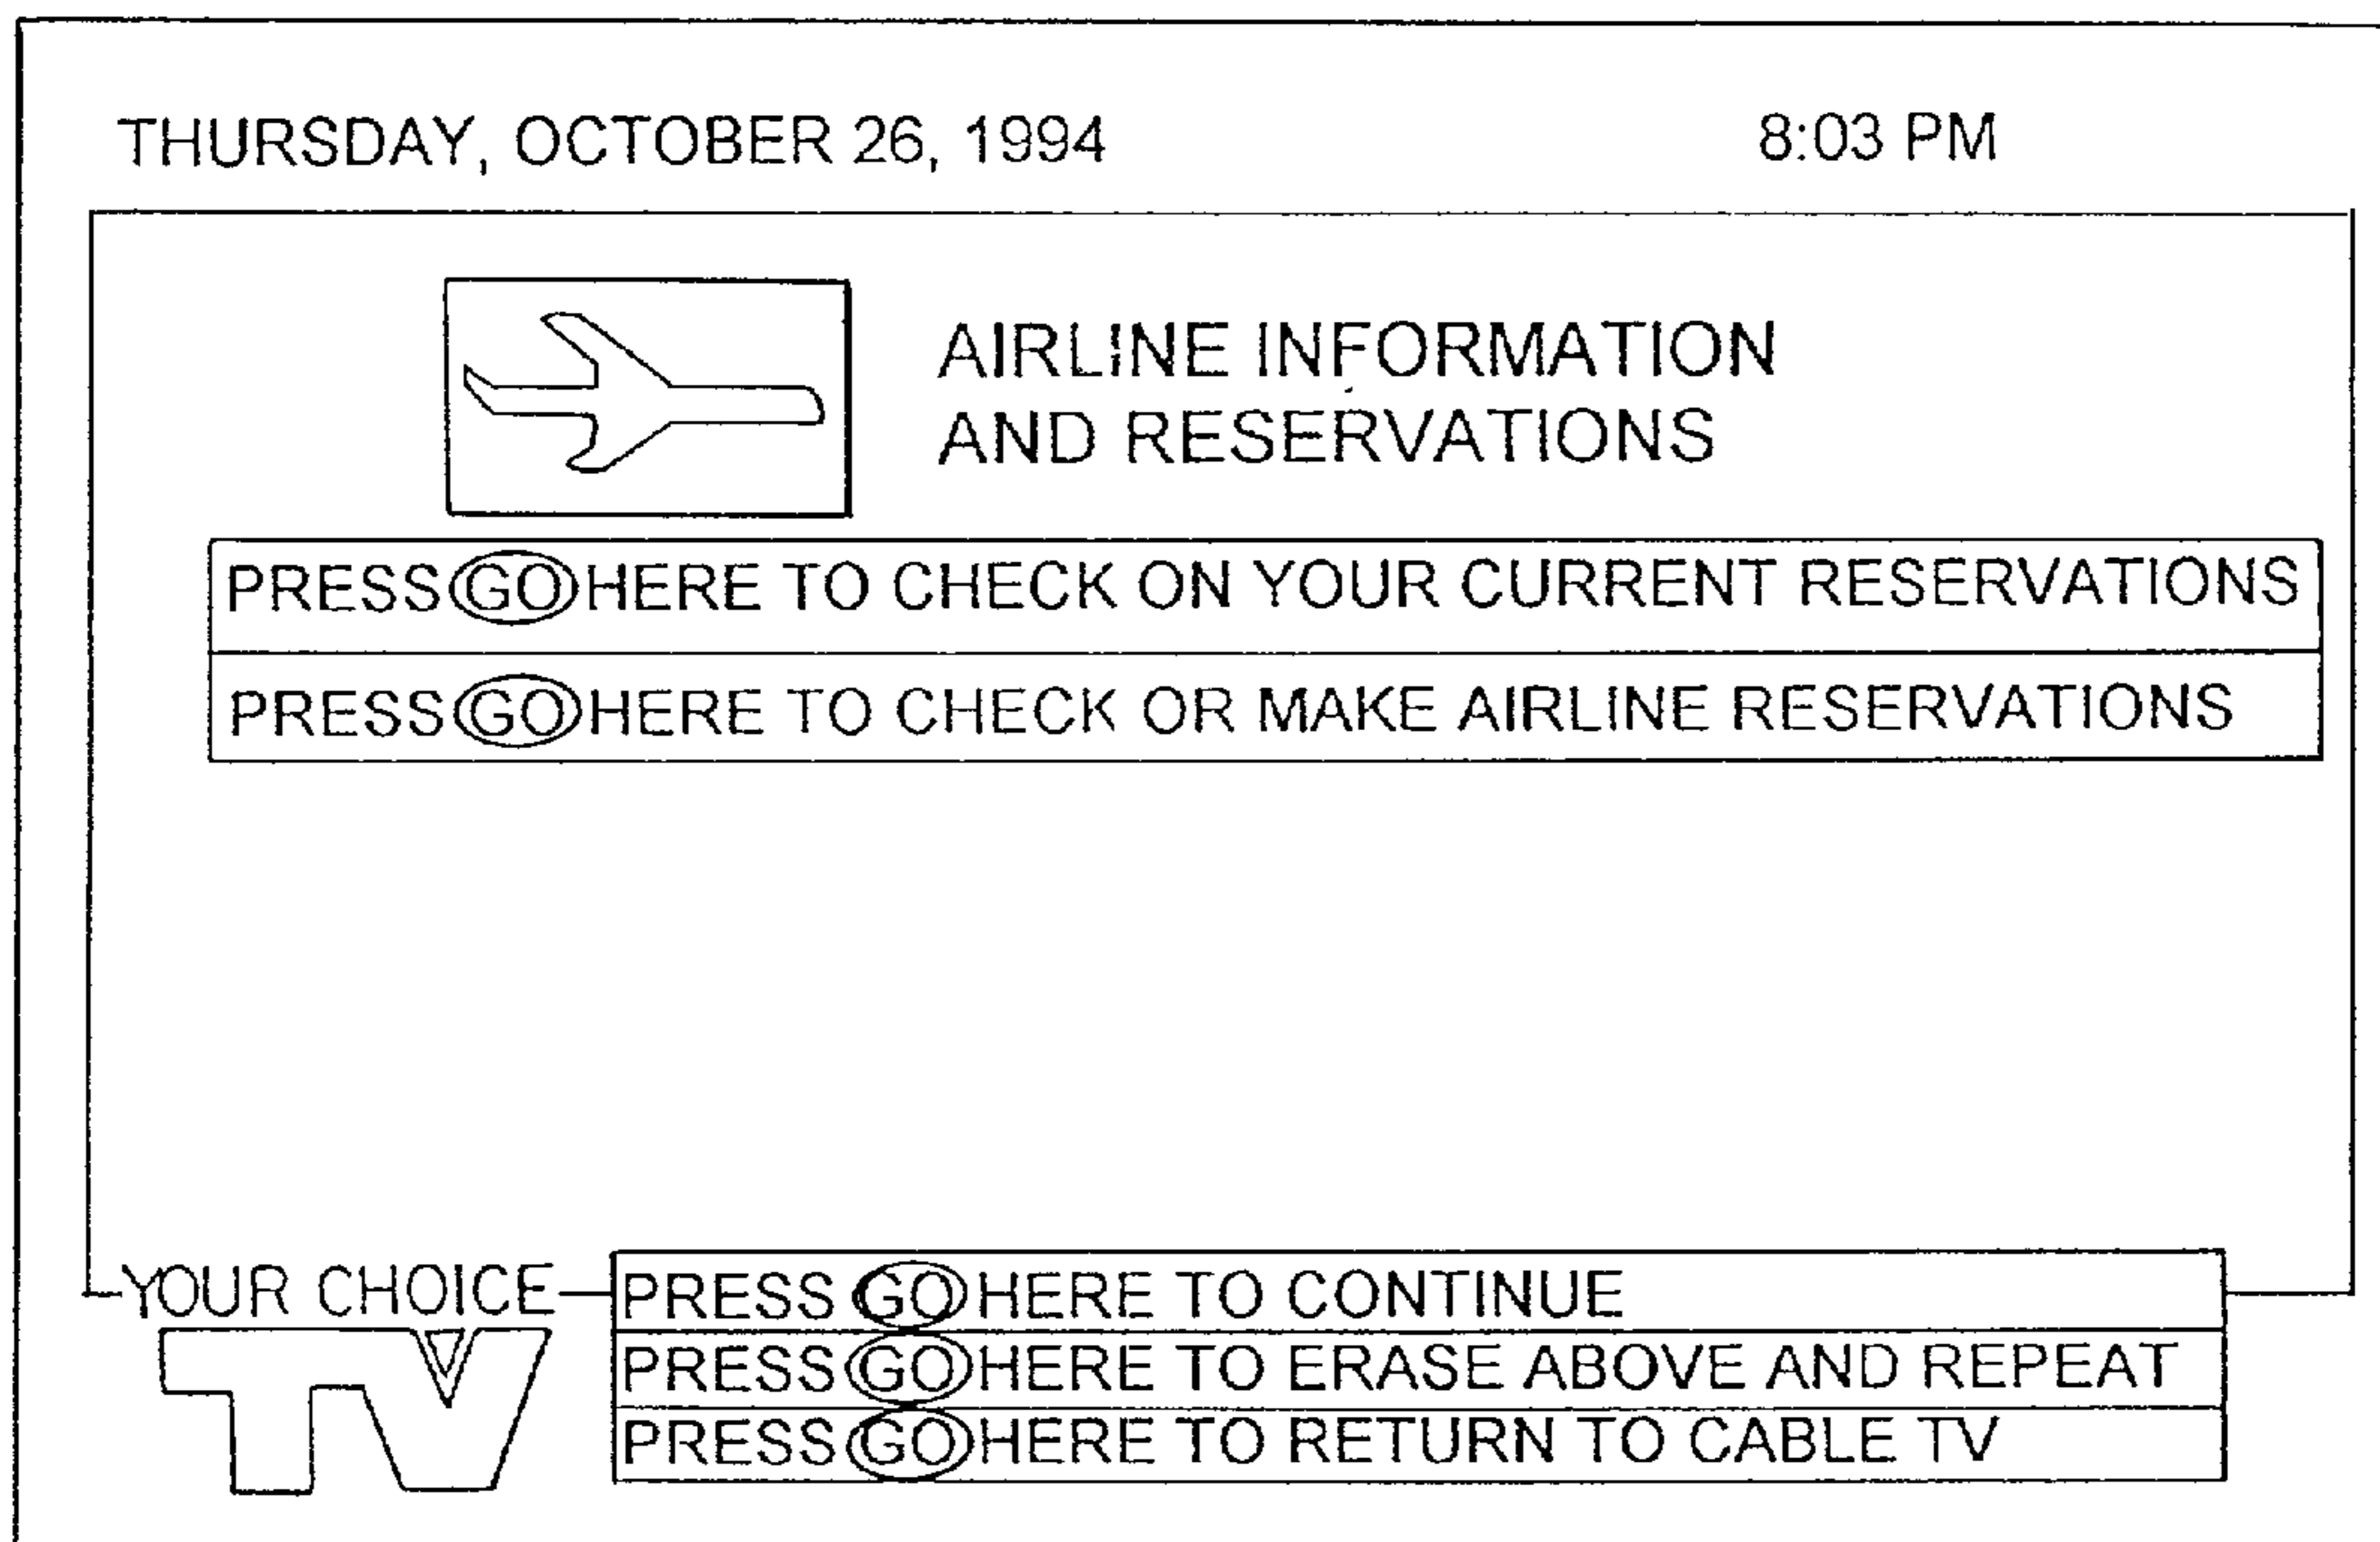 THURSDAY, OCTOBER 26, 1994 8:03 PM
AIRLINE INFORMATION
AND RESERVATIONS
PRESS GO HERE TO CHECK ON YOUR CURRENT RESERVATIONS
PRESS GO HERE TO CHECK OR MAKE AIRLINE RESERVATIONS
YOUR CHOICE
TV
PRESS GO HERE TO CONTINUE
PRESS GO HERE TO ERASE ABOVE AND REPEAT
PRESS GO HERE TO RETURN TO CABLE TV